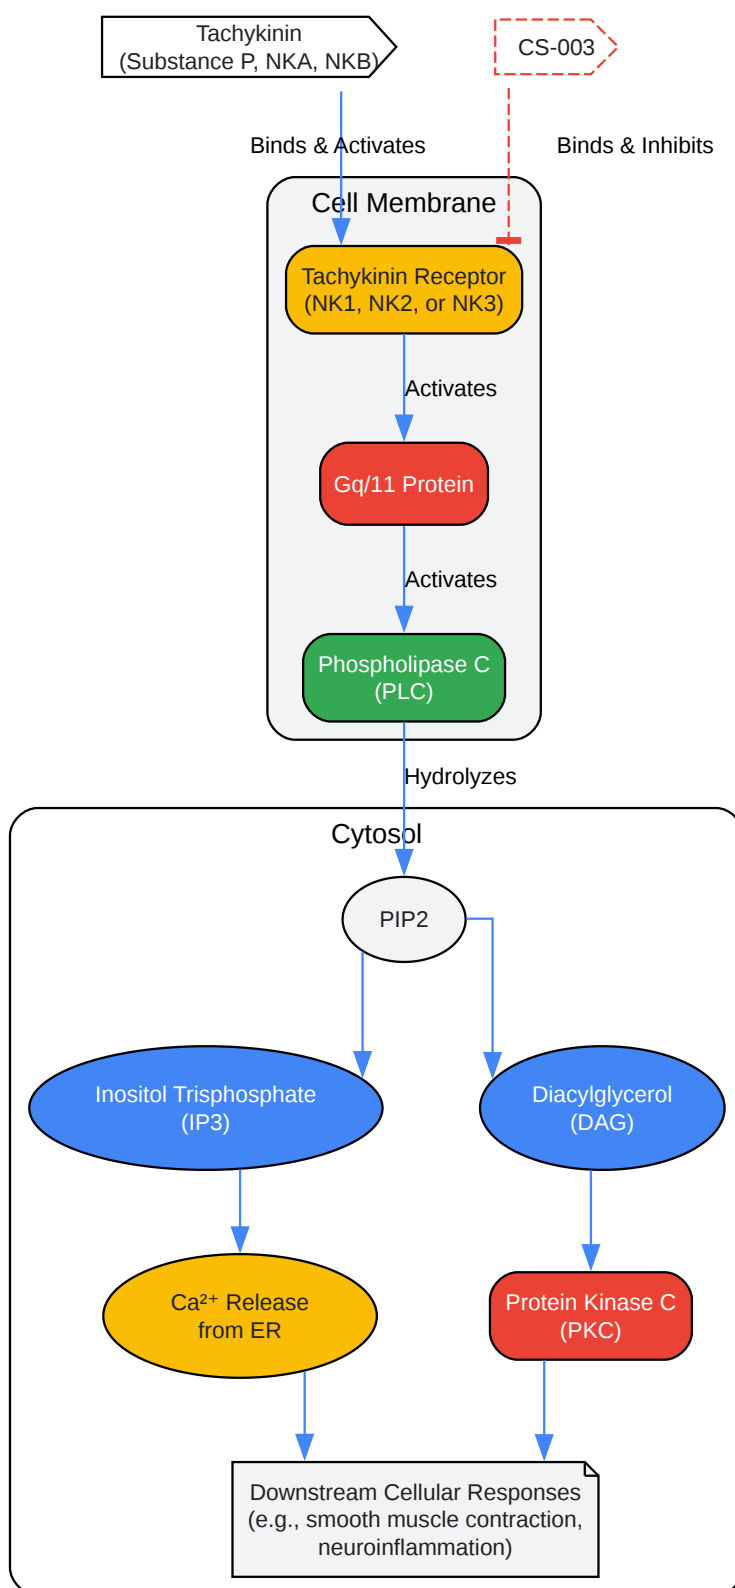 Tachykinin
(Substance P, NKA, NKB)
CS-003
Binds & Activates
Binds & Inhibits
Cell Membrane
Tachykinin Receptor
(NK1, NK2, or NK3)
Activates
Gq/11 Protein
Activates
Phospholipase C
(PLC)
Hydrolyzes
Cytosol
PIP2
Inositol Trisphosphate
(IP3)
Diacylglycerol
(DAG)
Ca²⁺ Release
from ER
Protein Kinase C
(PKC)
Downstream Cellular Responses
(e.g., smooth muscle contraction,
neuroinflammation)